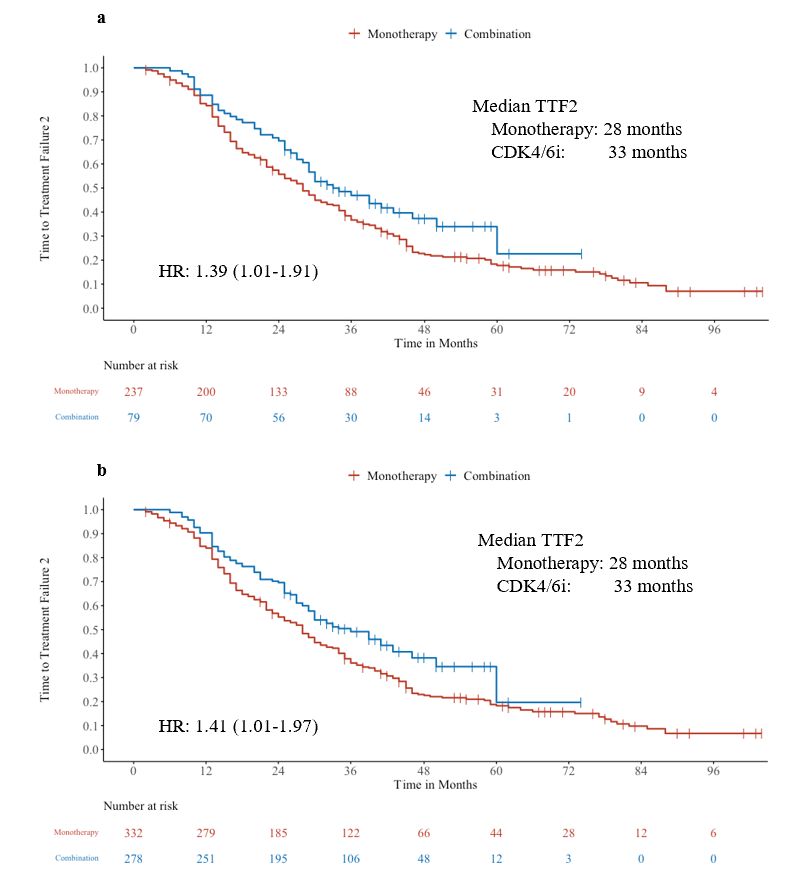 a
Monotherapy Combination
1.0
0.9
0.8
0.7
0.6
0.5
0.4
0.3
0.2
0.1
0.0
Time to Treatment Failure 2
Median TTF2
Monotherapy: 28 months
CDK4/6i: 33 months
HR: 1.39 (1.01-1.91)
0 12 24 36 48 60 72 84 96
Time in Months
Number at risk
Monotherapy 237 200 133 88 46 31 20 9 4
Combination 79 70 56 30 14 3 1 0 0
b
Monotherapy Combination
1.0
0.9
0.8
0.7
0.6
0.5
0.4
0.3
0.2
0.1
0.0
Time to Treatment Failure 2
Median TTF2
Monotherapy: 28 months
CDK4/6i: 33 months
HR: 1.41 (1.01-1.97)
0 12 24 36 48 60 72 84 96
Time in Months
Number at risk
Monotherapy 332 279 185 122 66 44 28 12 6
Combination 278 251 195 106 48 12 3 0 0